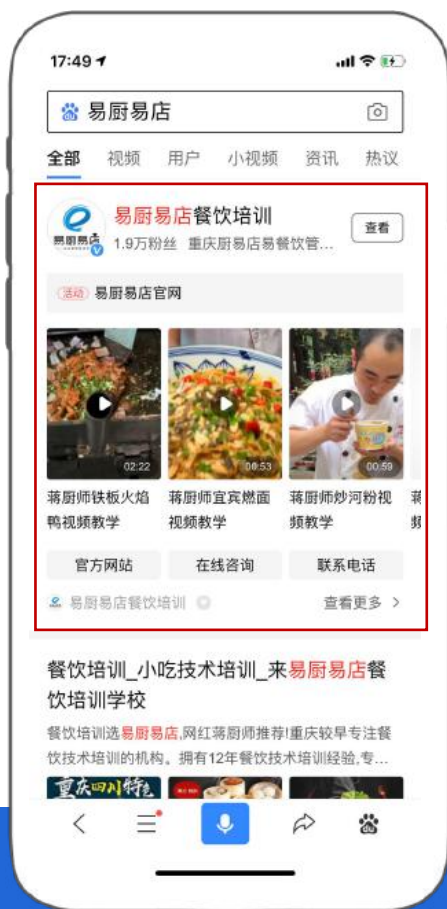 17:49
易厨易店
全部 视频 用户 小视频 资讯 热议
易厨易店餐饮培训
1.9万粉丝 重庆厨易店易餐饮管...
查看
易厨易店
活动 易厨易店官网
02:22
00:53
00:59
蒋厨师铁板火焰鸭视频教学
蒋厨师宜宾燃面视频教学
蒋厨师炒河粉视频教学
官方网站 在线咨询 联系电话
易厨易店餐饮培训
查看更多
餐饮培训_小吃技术培训_来易厨易店餐
饮培训学校
餐饮培训选易厨易店,网红蒋厨师推荐!重庆较早专注餐
饮技术培训的机构。拥有12年餐饮技术培训经验,专...
重庆四川特色
du